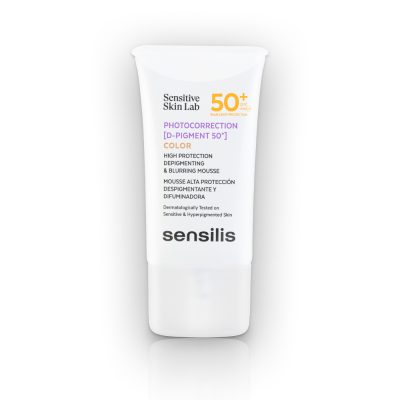 Sensitive
Skin Lab
50+
SPF
PHOTOCORRECTION
[D-PIGMENT 50+]
COLOR
HIGH PROTECTION
DEPIGMENTING
& BLURRING MOUSSE
MOUSSE ALTA PROTECCIÓN
DESPIGMENTANTE Y
DIFUMINADORA
Dermatologically Tested on
Sensitive & Hyperpigmented Skin
sensilis